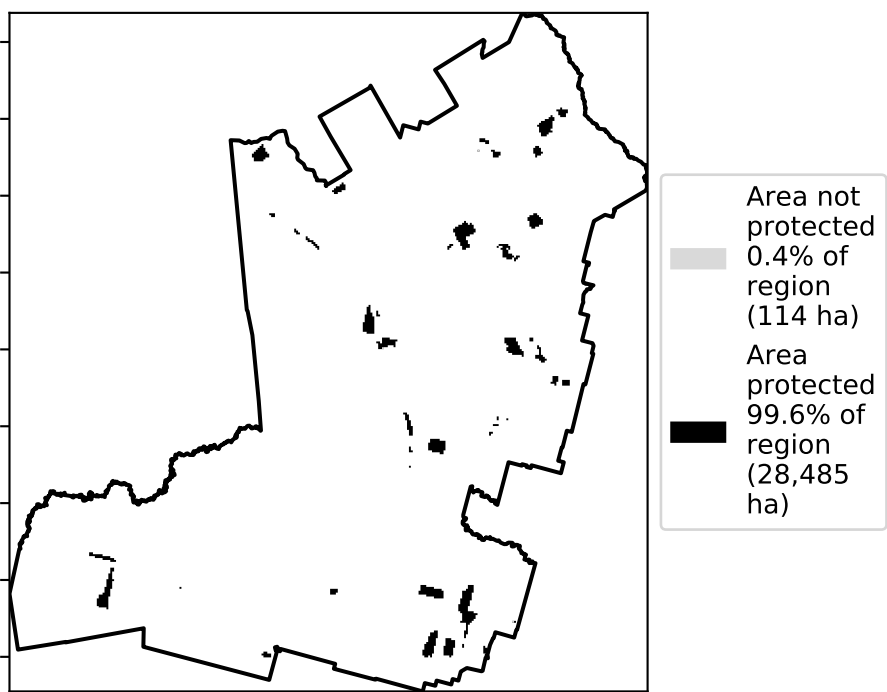 Area not
protected
0.4% of
region
(114 ha)
Area
protected
99.6% of
region
(28,485
ha)